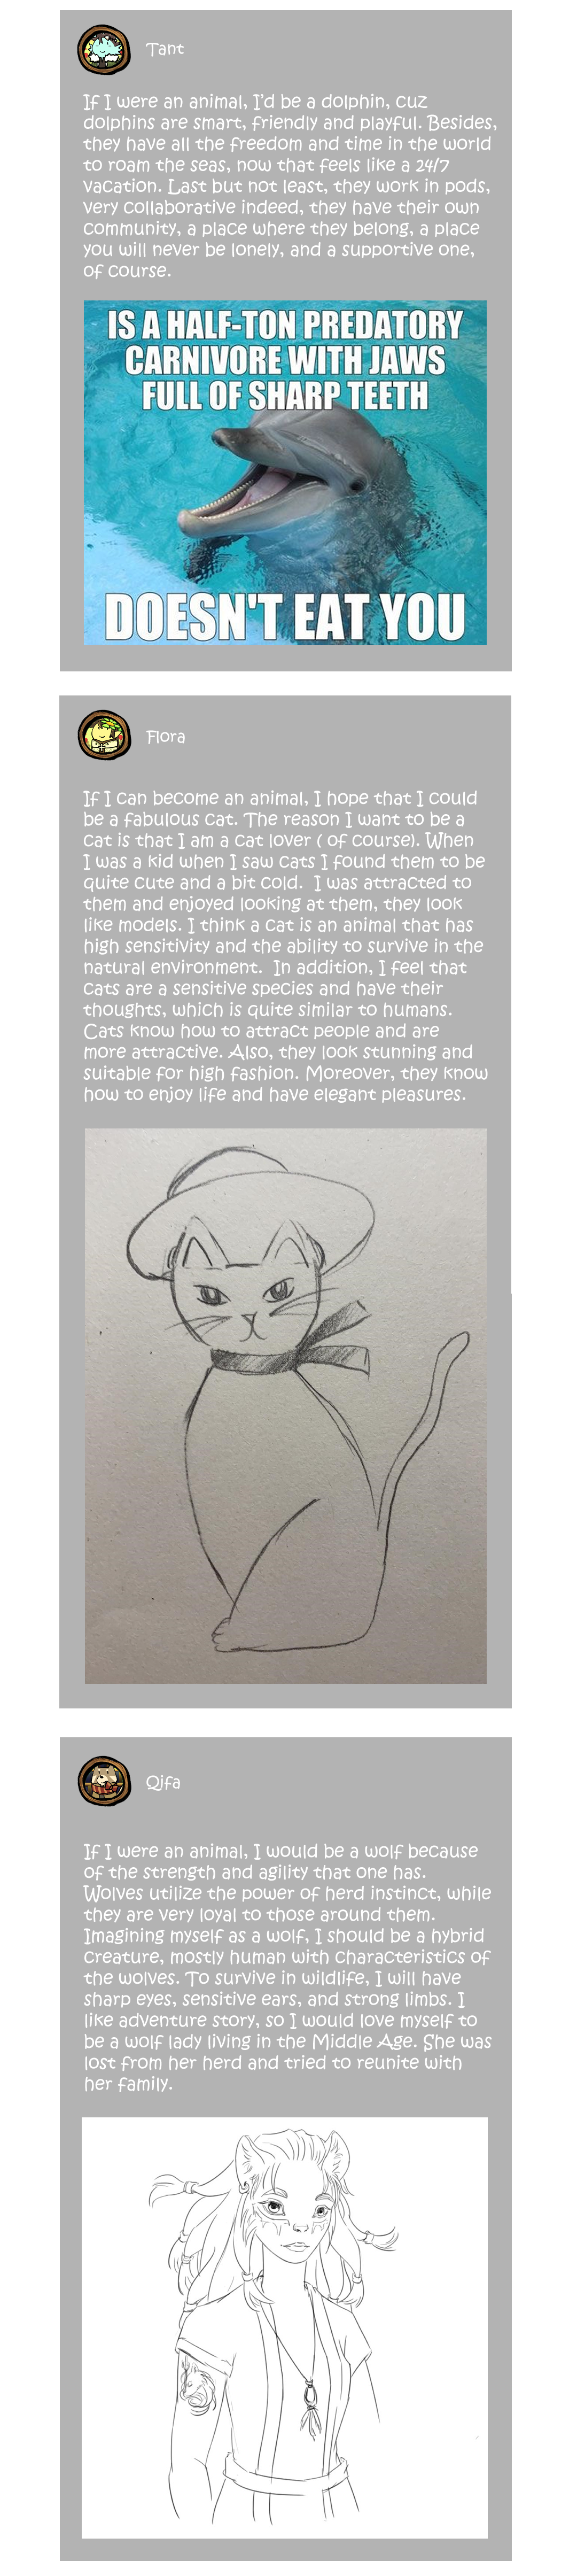 Tant
If I were an animal, I'd be a dolphin, cuz
dolphins are smart, friendly and playful. Besides,
they have all the freedom and time in the world
to roam the seas, now that feels like a 24/7
vacation. Last but not least, they work in pods,
very collaborative indeed, they have their own
community, a place where they belong, a place
you will never be lonely, and a supportive one,
of course.
IS A HALF-TON PREDATORY
CARNIVORE WITH JAWS
FULL OF SHARP TEETH
DOESN'T EAT YOU
Flora
If I can become an animal, I hope that I could
be a fabulous cat. The reason I want to be a
cat is that I am a cat lover ( of course). When
I was a kid when I saw cats I found them to be
quite cute and a bit cold.  I was attracted to
them and enjoyed looking at them, they look
like models. I think a cat is an animal that has
high sensitivity and the ability to survive in the
natural environment.  In addition, I feel that
cats are a sensitive species and have their
thoughts, which is quite similar to humans.
Cats know how to attract people and are
more attractive. Also, they look stunning and
suitable for high fashion. Moreover, they know
how to enjoy life and have elegant pleasures.
Qifa
If I were an animal, I would be a wolf because
of the strength and agility that one has.
Wolves utilize the power of herd instinct, while
they are very loyal to those around them.
Imagining myself as a wolf, I should be a hybrid
creature, mostly human with characteristics of
the wolves. To survive in wildlife, I will have
sharp eyes, sensitive ears, and strong limbs. I
like adventure story, so I would love myself to
be a wolf lady living in the Middle Age. She was
lost from her herd and tried to reunite with
her family.